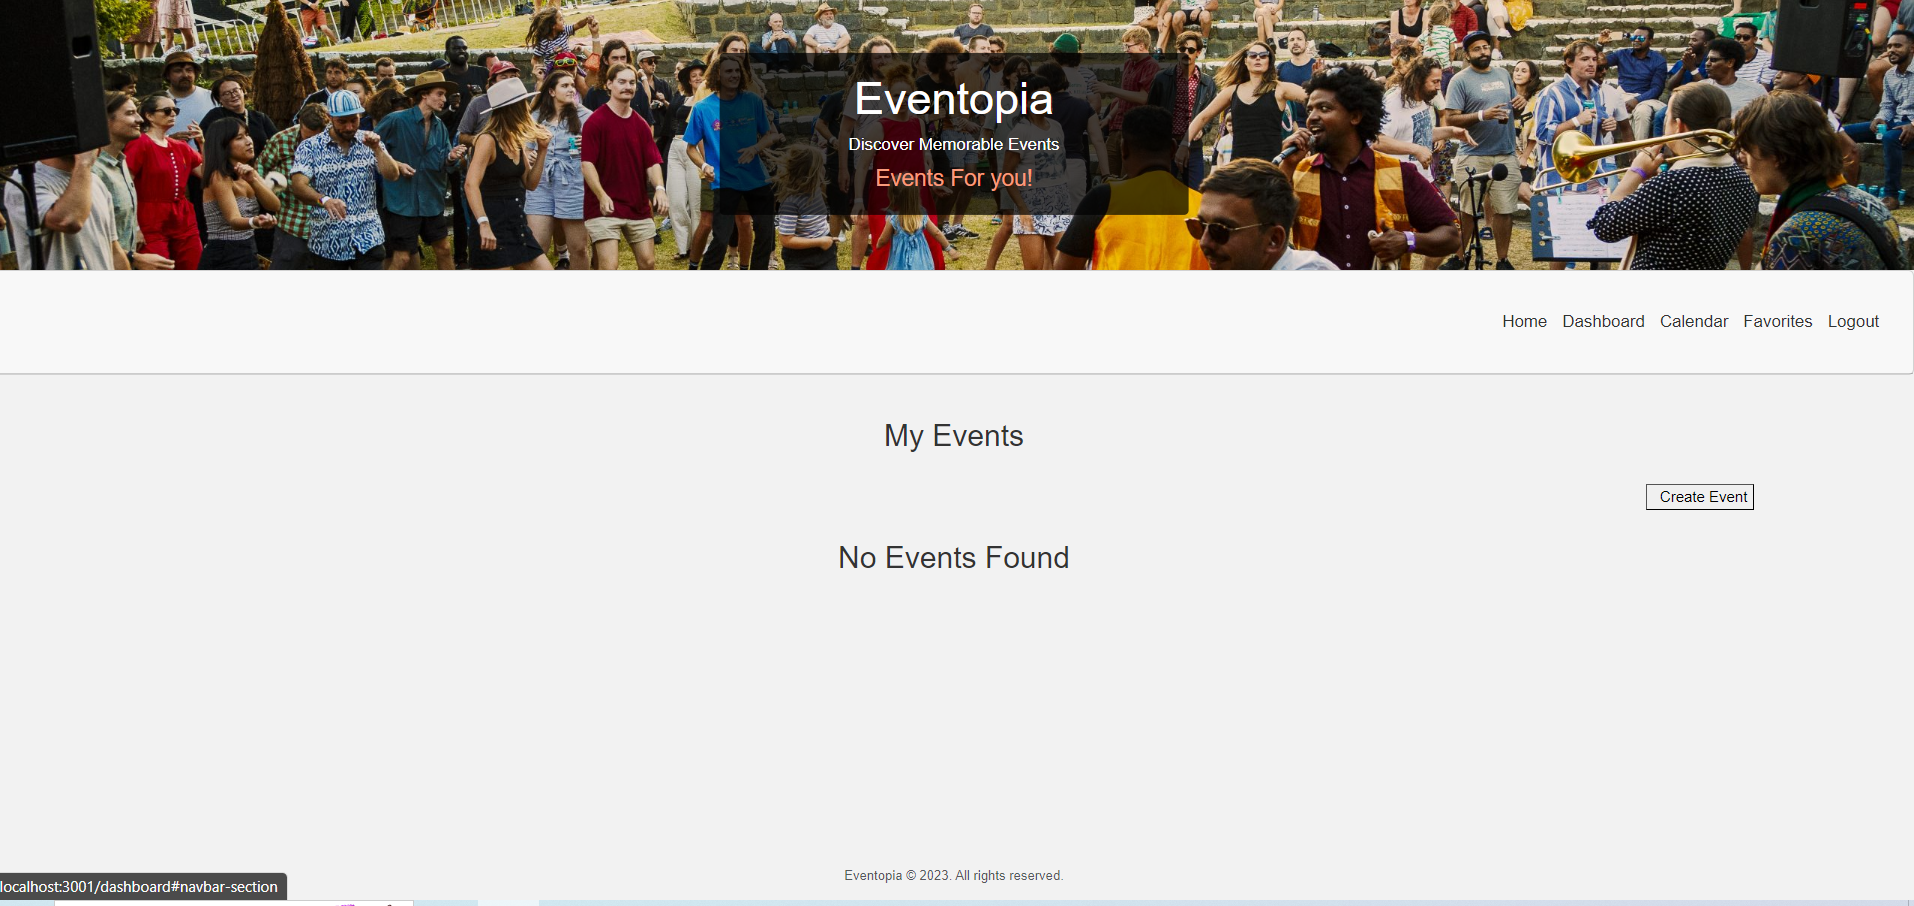 Eventopia
Discover Memorable Events
Events For you!
Home Dashboard Calendar Favorites Logout
My Events
Create Event
No Events Found
Eventopia © 2023. All rights reserved.
localhost:3001/dashboard#navbar-section